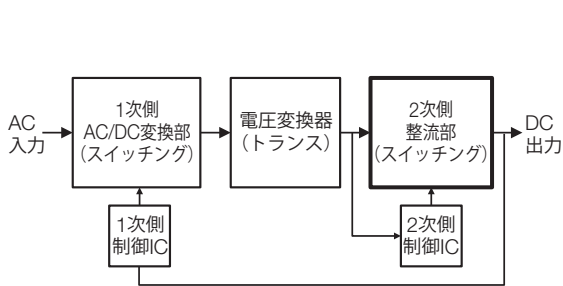 AC
入力
1次側
AC/DC変換部
(スイッチング)
電圧変換器
(トランス)
2次側
整流部
(スイッチング)
DC
出力
1次側
制御IC
2次側
制御IC